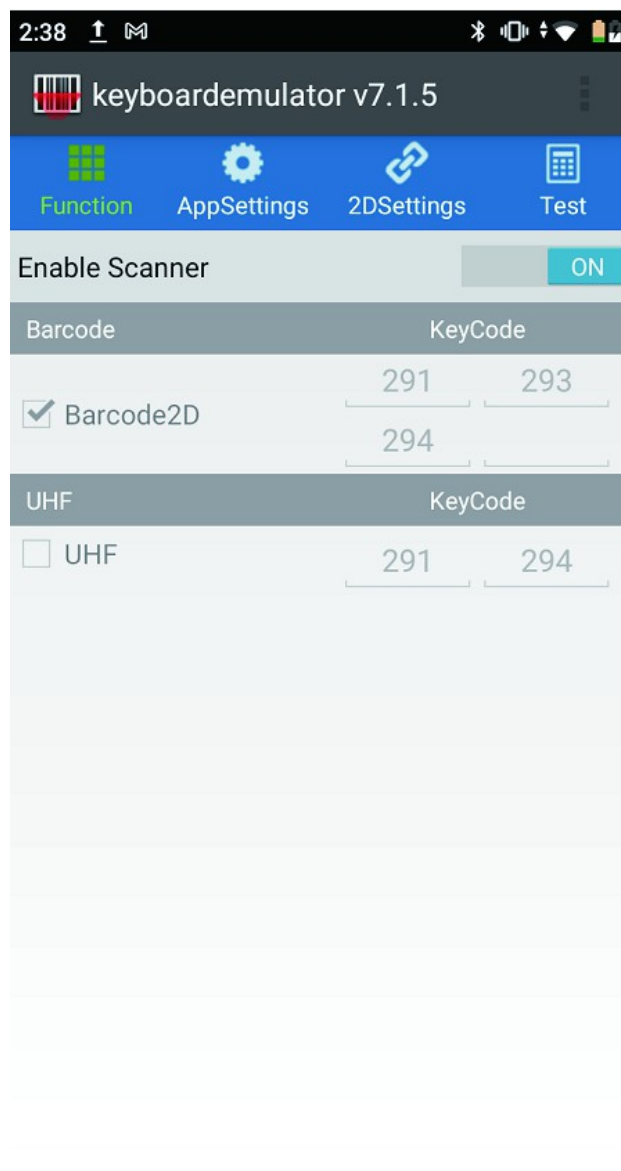 2:38
keyboardemulator v7.1.5
Function AppSettings 2DSettings Test
Enable Scanner ON
Barcode KeyCode
291 293
Barcode2D
294
UHF KeyCode
UHF 291 294